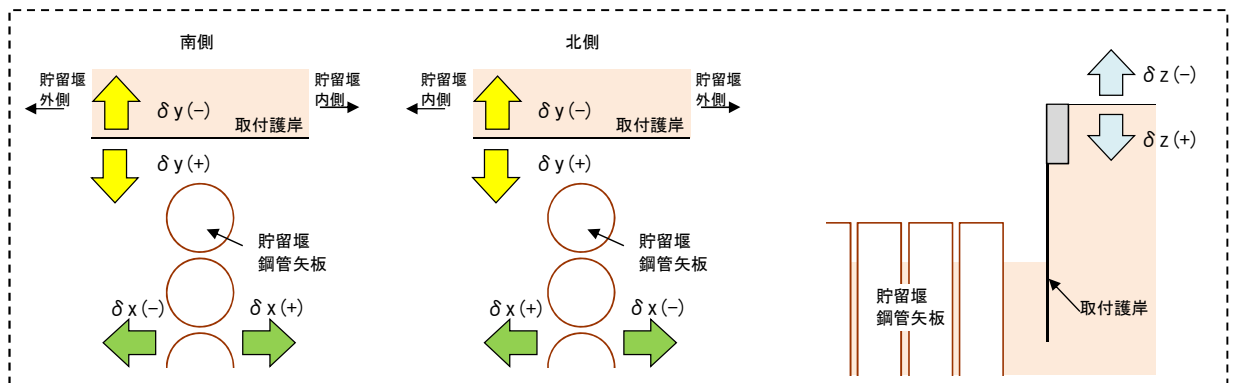 南側
貯留堰
外側
貯留堰
内側
δy(−)
取付護岸
δy(+)
貯留堰
鋼管矢板
δx(−)
δx(+)
北側
貯留堰
内側
貯留堰
外側
δy(−)
取付護岸
δy(+)
貯留堰
鋼管矢板
δx(+)
δx(−)
δz(−)
δz(+)
貯留堰
鋼管矢板
取付護岸